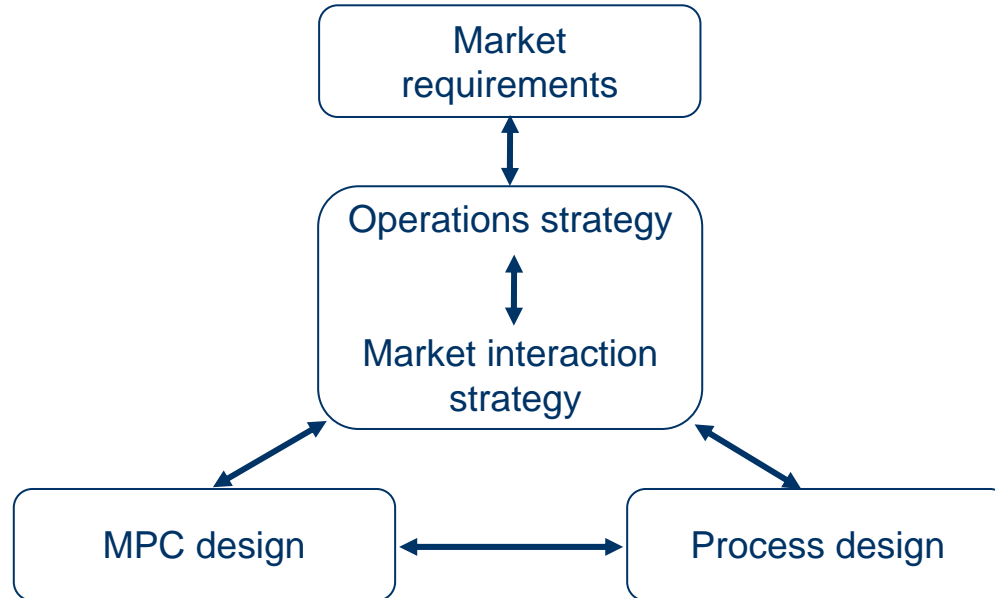 Market
requirements
Operations strategy
Market interaction
strategy
MPC design
Process design